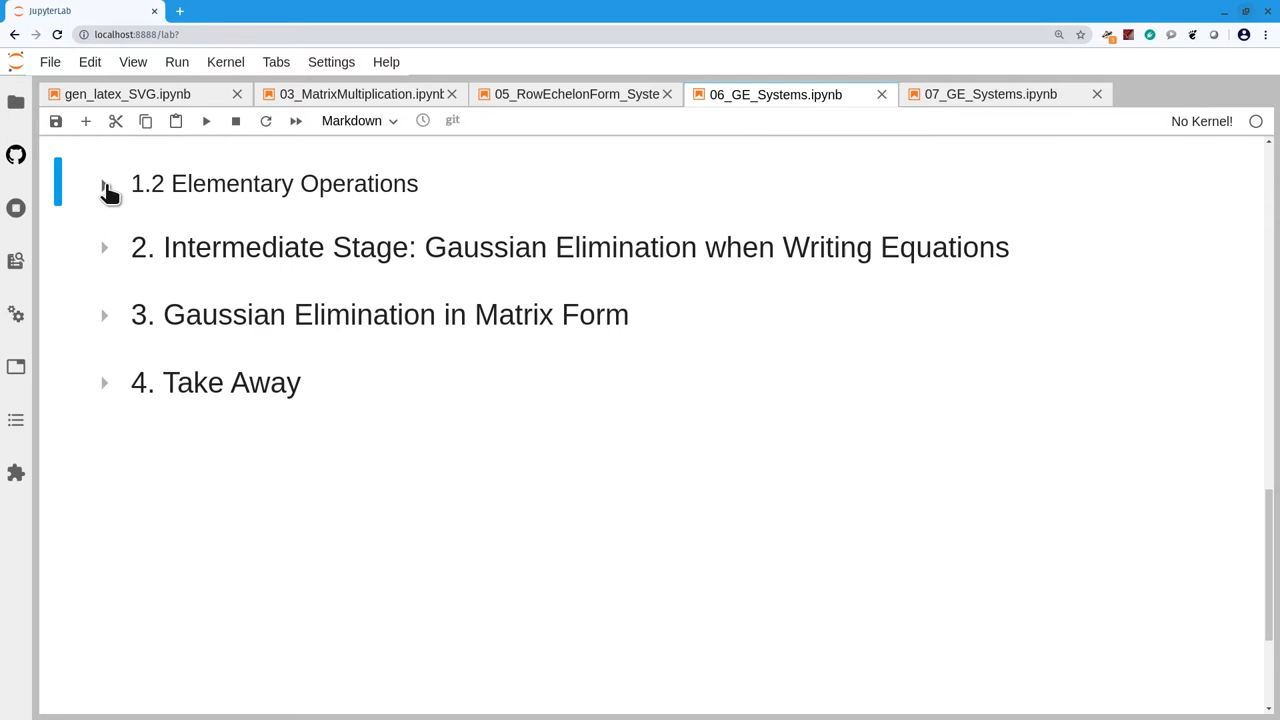 JupyterLab
localhost:8888/lab?
File Edit View Run Kernel Tabs Settings Help
gen_latex_SVG.ipynb 03_MatrixMultiplication.ipynb 05_RowEchelonForm_Syste 06_GE_Systems.ipynb 07_GE_Systems.ipynb
Markdown git No Kernel!
1.2 Elementary Operations
2. Intermediate Stage: Gaussian Elimination when Writing Equations
3. Gaussian Elimination in Matrix Form
4. Take Away